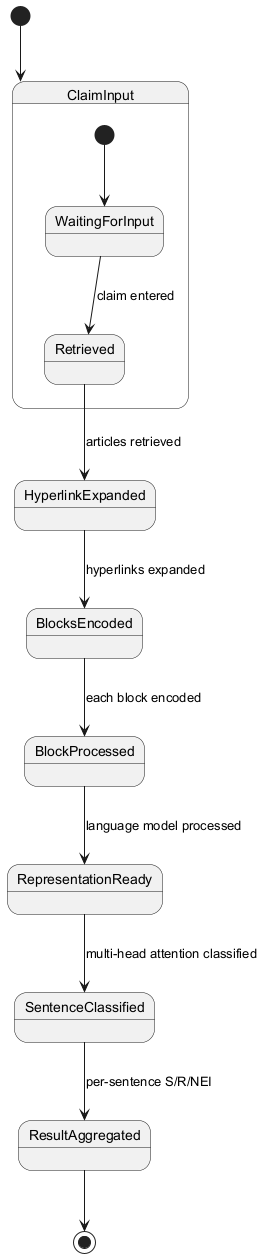 ClaimInput
WaitingForInput
claim entered
Retrieved
articles retrieved
HyperlinkExpanded
hyperlinks expanded
BlocksEncoded
each block encoded
BlockProcessed
language model processed
RepresentationReady
multi-head attention classified
SentenceClassified
per-sentence S/R/NEI
ResultAggregated